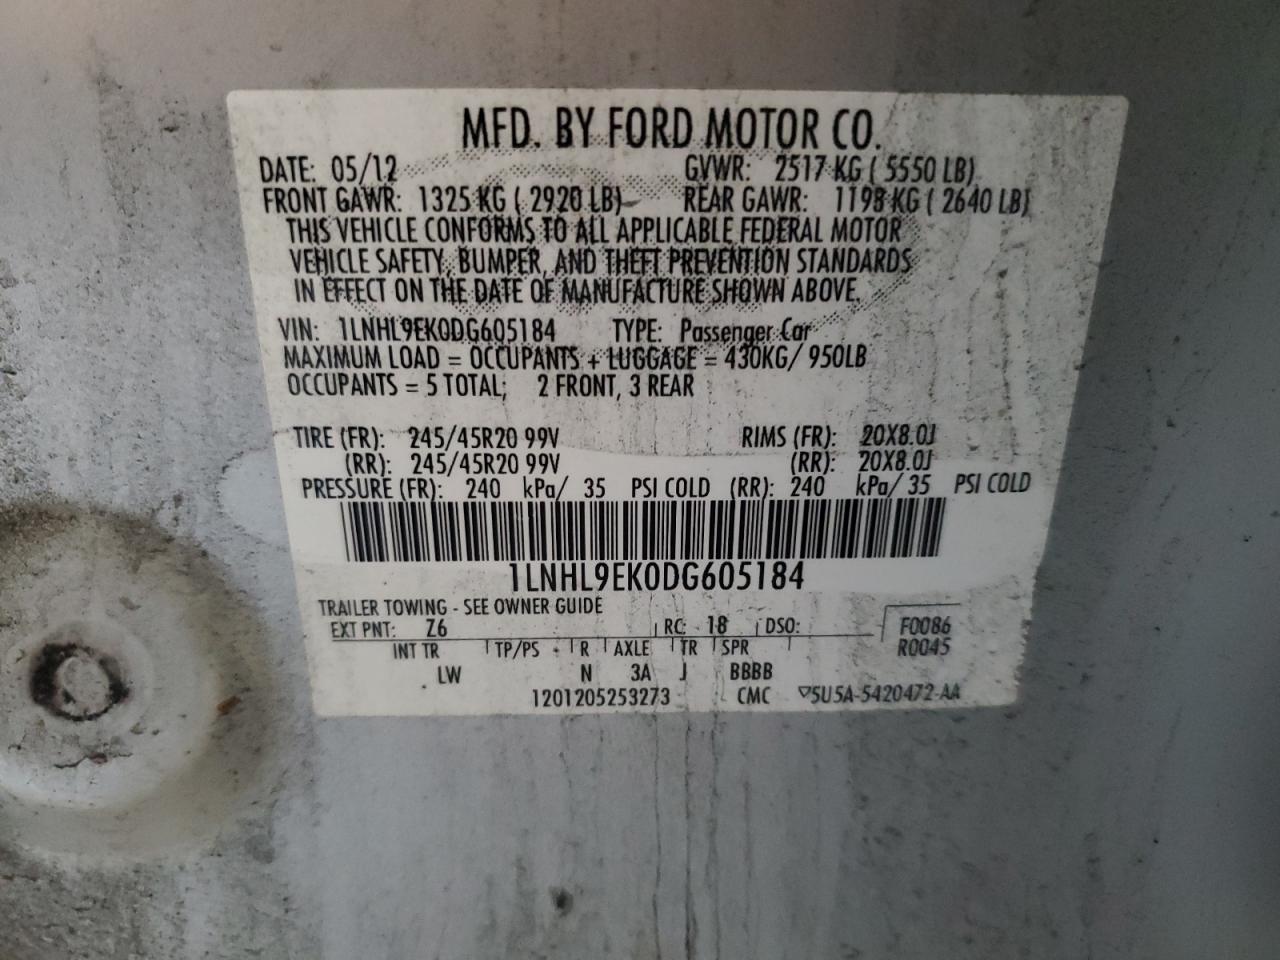 MFD. BY FORD MOTOR CO.
DATE: 05/12 GVWR: 2517 KG ( 5550 LB)
FRONT GAWR: 1325 KG ( 2920 LB) REAR GAWR: 1198 KG ( 2640 LB)
THIS VEHICLE CONFORMS TO ALL APPLICABLE FEDERAL MOTOR
VEHICLE SAFETY, BUMPER, AND THEFT PREVENTION STANDARDS
IN EFFECT ON THE DATE OF MANUFACTURE SHOWN ABOVE.
VIN: 1LNHL9EK0DG605184 TYPE: Passenger Car
MAXIMUM LOAD = OCCUPANTS + LUGGAGE = 430KG/ 950LB
OCCUPANTS = 5 TOTAL; 2 FRONT, 3 REAR
TIRE (FR): 245/45R20 99V RIMS (FR): 20X8.0J
(RR): 245/45R20 99V (RR): 20X8.0J
PRESSURE (FR): 240 kPa/ 35 PSI COLD (RR): 240 kPa/ 35 PSI COLD
1LNHL9EK0DG605184
TRAILER TOWING - SEE OWNER GUIDE
EXT PNT: Z6 RC: 18 DSO: F0086
INT TR TP/PS R AXLE TR SPR R0045
LW N 3A J BBBB
1201205253273 CMC ▽5U5A-5420472-AA